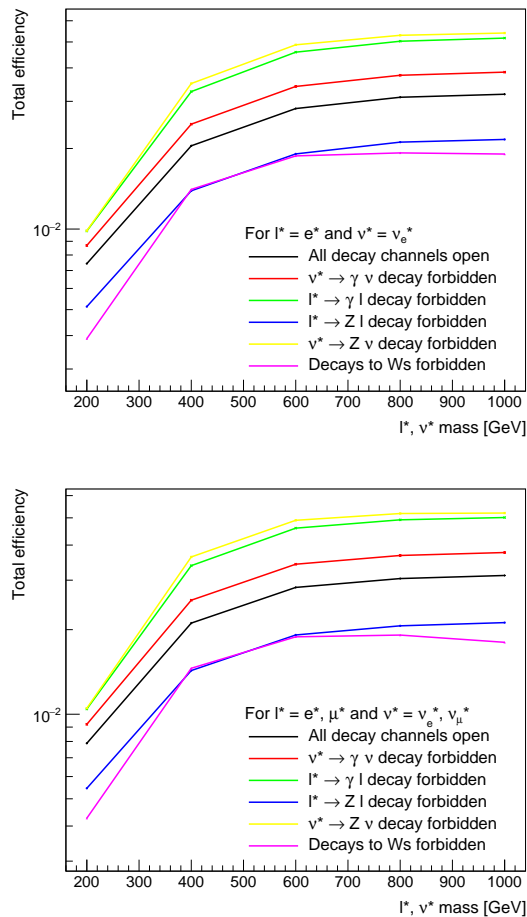 Total efficiency
10⁻²
For l* = e* and ν* = νₑ*
All decay channels open
ν* → γ ν decay forbidden
l* → γ l decay forbidden
l* → Z l decay forbidden
ν* → Z ν decay forbidden
Decays to Ws forbidden
200 300 400 500 600 700 800 900 1000
l*, ν* mass [GeV]
Total efficiency
10⁻²
For l* = e*, μ* and ν* = νₑ*, ν_μ*
All decay channels open
ν* → γ ν decay forbidden
l* → γ l decay forbidden
l* → Z l decay forbidden
ν* → Z ν decay forbidden
Decays to Ws forbidden
200 300 400 500 600 700 800 900 1000
l*, ν* mass [GeV]